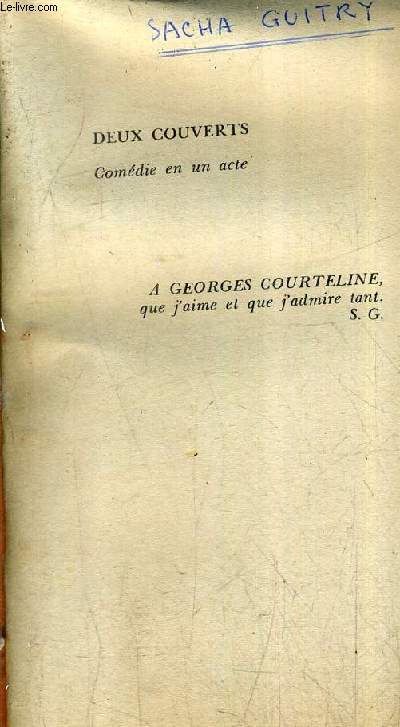 Le-livre.com
SACHA GUITRY
DEUX COUVERTS
Comédie en un acte
A GEORGES COURTELINE,
que j'aime et que j'admire tant.
S. G.